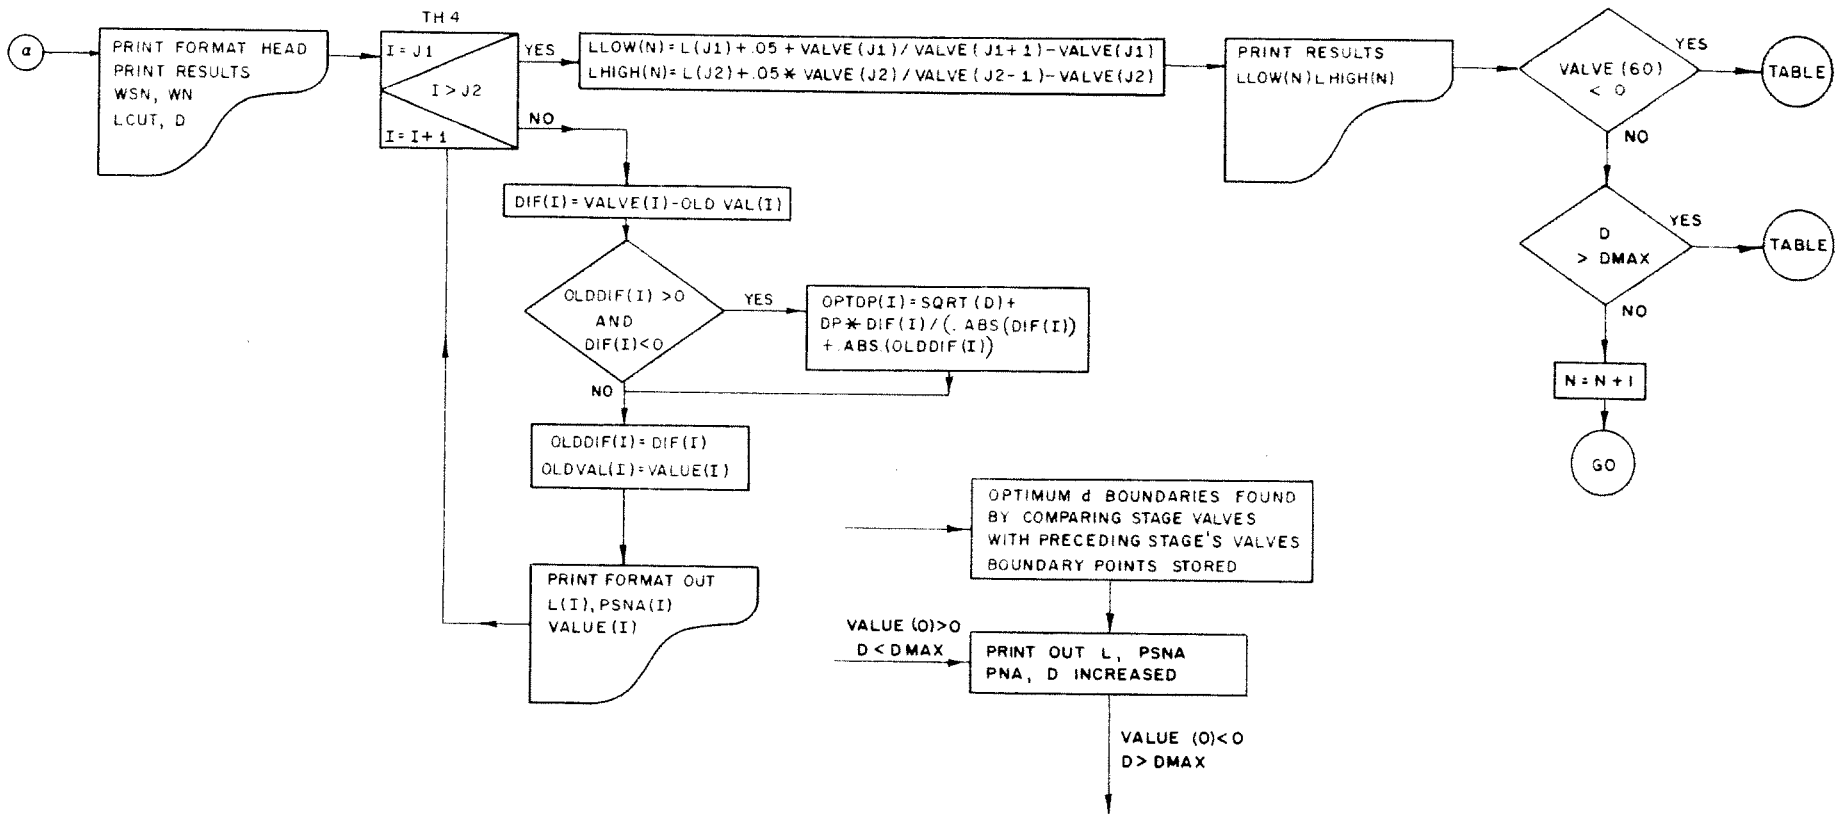 α
PRINT FORMAT HEAD
PRINT RESULTS
WSN, WN
LCUT, D
TH 4
I = J1
I > J2
I = I + 1
YES
NO
LLOW(N) = L(J1)+.05 + VALVE(J1)/VALVE(J1+1)-VALVE(J1)
LHIGH(N) = L(J2)+.05 * VALVE(J2)/VALVE(J2-1)-VALVE(J2)
PRINT RESULTS
LLOW(N) LHIGH(N)
VALVE (60)
< 0
YES
TABLE
NO
D
> DMAX
YES
TABLE
NO
N = N + 1
GO
DIF(I) = VALVE(I)-OLD VAL(I)
OLDDIF(I) >0
AND
DIF(I)<0
YES
NO
OPTDP(I)=SQRT (D)+
DP * DIF(I)/(. ABS(DIF(I))
+. ABS.(OLDDIF(I))
OLDDIF(I)= DIF(I)
OLDVAL(I)=VALUE(I)
PRINT FORMAT OUT
L(I), PSNA(I)
VALUE(I)
OPTIMUM d BOUNDARIES FOUND
BY COMPARING STAGE VALVES
WITH PRECEDING STAGE'S VALVES
BOUNDARY POINTS STORED
VALUE (0)>0
D < DMAX
PRINT OUT L, PSNA
PNA, D INCREASED
VALUE (0)<0
D> DMAX